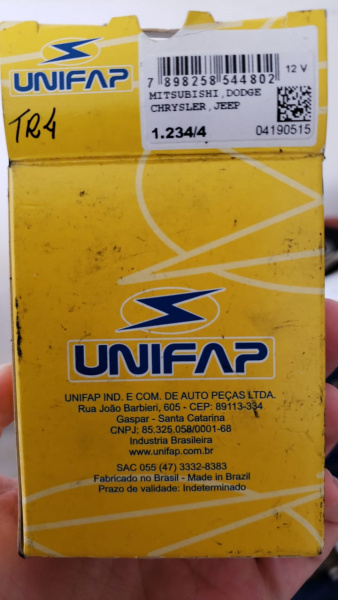 UNIFAP
TR4
7 898258 544802
12 V
MITSUBISHI,DODGE
CHRYSLER,JEEP
1.234/4
04190515
UNIFAP
UNIFAP IND. E COM. DE AUTO PEÇAS LTDA.
Rua João Barbieri, 605 - CEP: 89113-334
Gaspar - Santa Catarina
CNPJ: 85.325.058/0001-68
Industria Brasileira
www.unifap.com.br
SAC 055 (47) 3332-8383
Fabricado no Brasil - Made in Brazil
Prazo de validade: Indeterminado